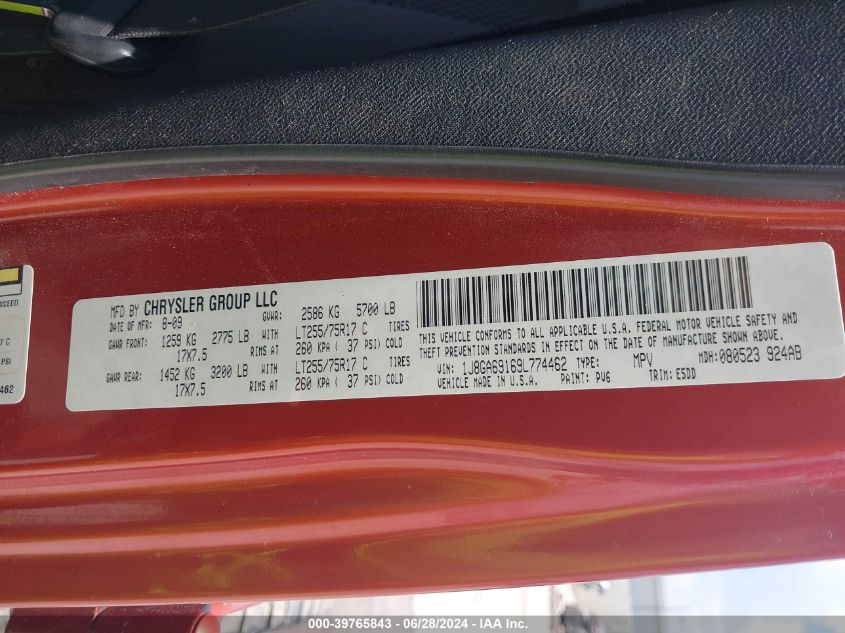 EXCEED
7 C
PSI
462
MFD BY CHRYSLER GROUP LLC
DATE OF MFR: 8-09 GVWR: 2586 KG 5700 LB
GAWR FRONT: 1259 KG 2775 LB WITH LT255/75R17 C TIRES
17X7.5 RIMS AT 260 KPA ( 37 PSI) COLD
GAWR REAR: 1452 KG 3200 LB WITH LT255/75R17 C TIRES
17X7.5 RIMS AT 260 KPA ( 37 PSI) COLD
THIS VEHICLE CONFORMS TO ALL APPLICABLE U.S.A. FEDERAL MOTOR VEHICLE SAFETY AND
THEFT PREVENTION STANDARDS IN EFFECT ON THE DATE OF MANUFACTURE SHOWN ABOVE.
VIN: 1J8GA69169L774462 TYPE: MPV MDH: 080523 924AB
VEHICLE MADE IN U.S.A. PAINT: PV6 TRIM: E5DD
000-39765843 / 06/28/2024 - IAA Inc.